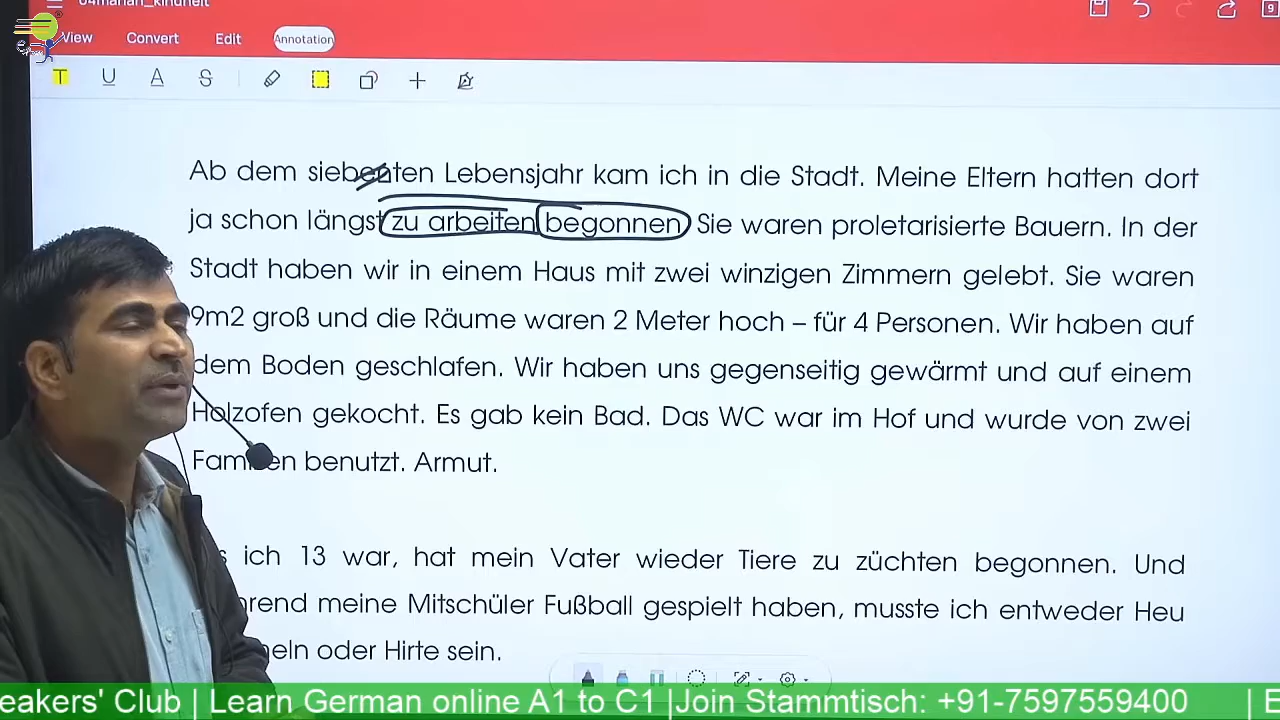 04marian_kindheit
View Convert Edit Annotation
9
T U A S
Ab dem siebenten Lebensjahr kam ich in die Stadt. Meine Eltern hatten dort
ja schon längst zu arbeiten begonnen Sie waren proletarisierte Bauern. In der
Stadt haben wir in einem Haus mit zwei winzigen Zimmern gelebt. Sie waren
9m2 groß und die Räume waren 2 Meter hoch – für 4 Personen. Wir haben auf
dem Boden geschlafen. Wir haben uns gegenseitig gewärmt und auf einem
Holzofen gekocht. Es gab kein Bad. Das WC war im Hof und wurde von zwei
benutzt. Armut.
ich 13 war, hat mein Vater wieder Tiere zu züchten begonnen. Und
meine Mitschüler Fußball gespielt haben, musste ich entweder Heu
oder Hirte sein.
eakers' Club | Learn German online A1 to C1 |Join Stammtisch: +91-7597559400 | E